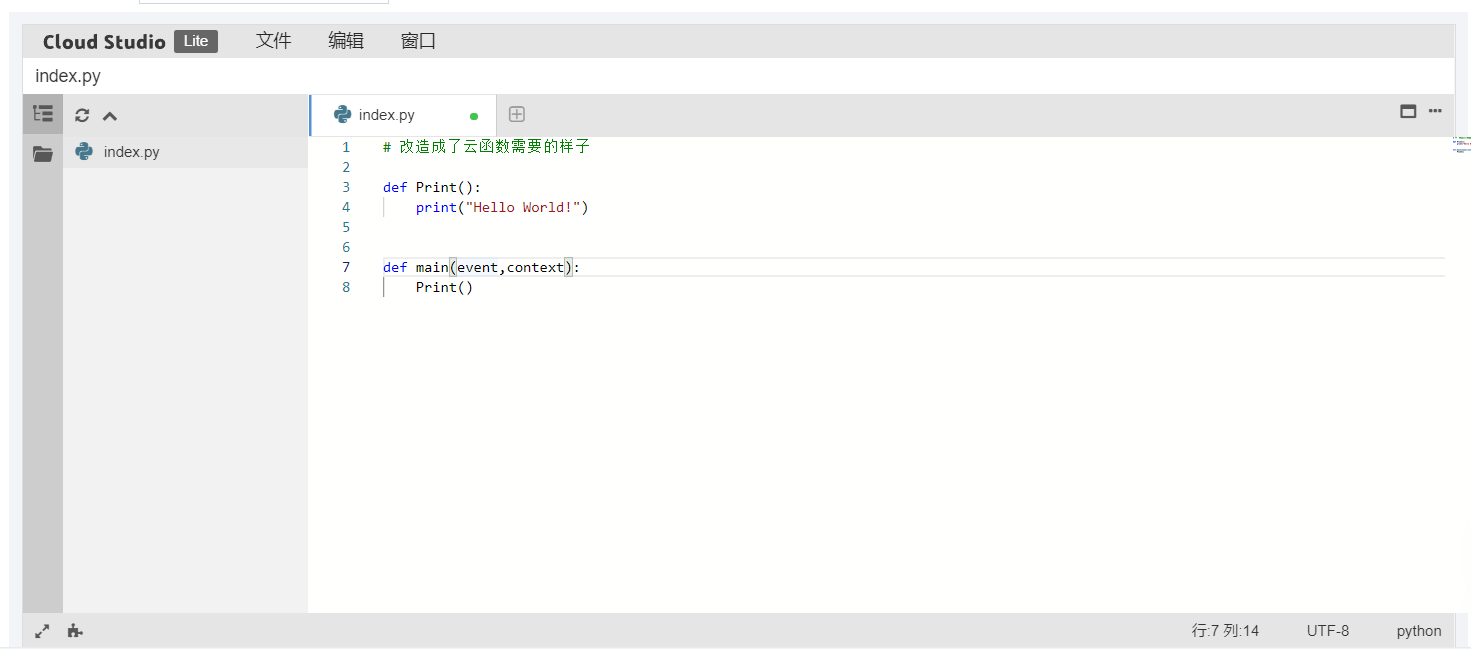 Cloud Studio Lite 文件 编辑 窗口
index.py
index.py
index.py
1 # 改造成了云函数需要的样子
2
3 def Print():
4     print("Hello World!")
5
6
7 def main(event,context):
8     Print()
行:7 列:14 UTF-8 python